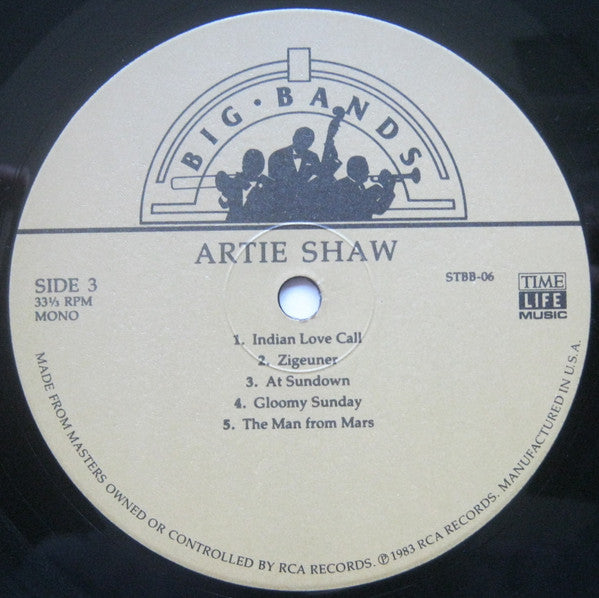 BIG · BANDS
ARTIE SHAW
SIDE 3
33⅓ RPM
MONO
STBB-06
TIME
LIFE
MUSIC
1. Indian Love Call
2. Zigeuner
3. At Sundown
4. Gloomy Sunday
5. The Man from Mars
MADE FROM MASTERS OWNED OR CONTROLLED BY RCA RECORDS. ℗ 1983 RCA RECORDS. MANUFACTURED IN U.S.A.